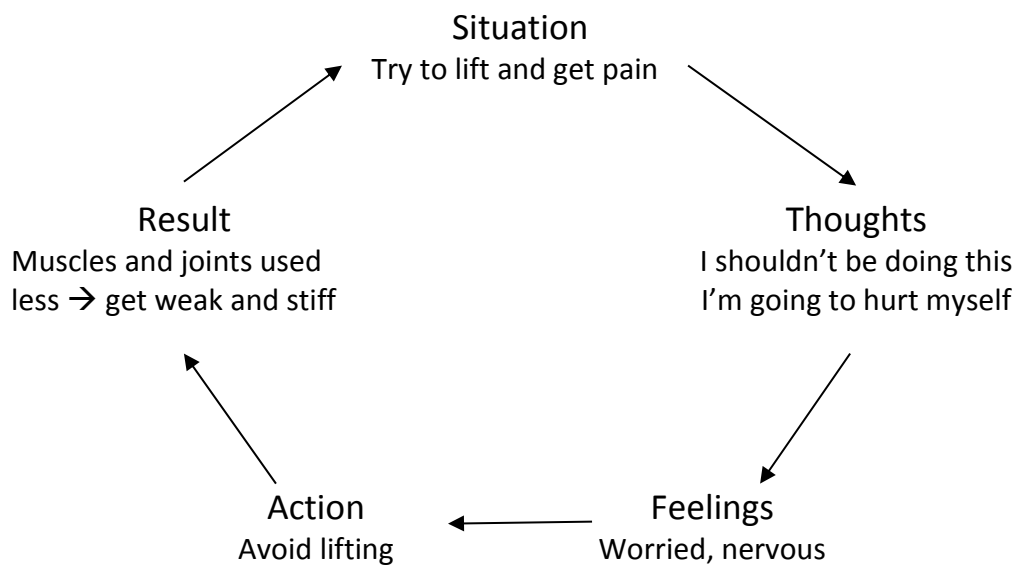 Situation
Try to lift and get pain
Thoughts
I shouldn’t be doing this
I’m going to hurt myself
Feelings
Worried, nervous
Action
Avoid lifting
Result
Muscles and joints used
less → get weak and stiff